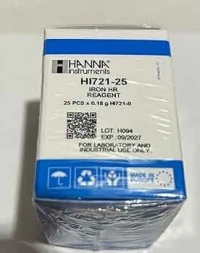 HANNA
instruments
HI721-25
IRON HR
REAGENT
25 PCS x 0.18 g HI721-0
LOT: H094
EXP: 09/2027
FOR LABORATORY AND
INDUSTRIAL USE ONLY.
MADE IN
EUROPE